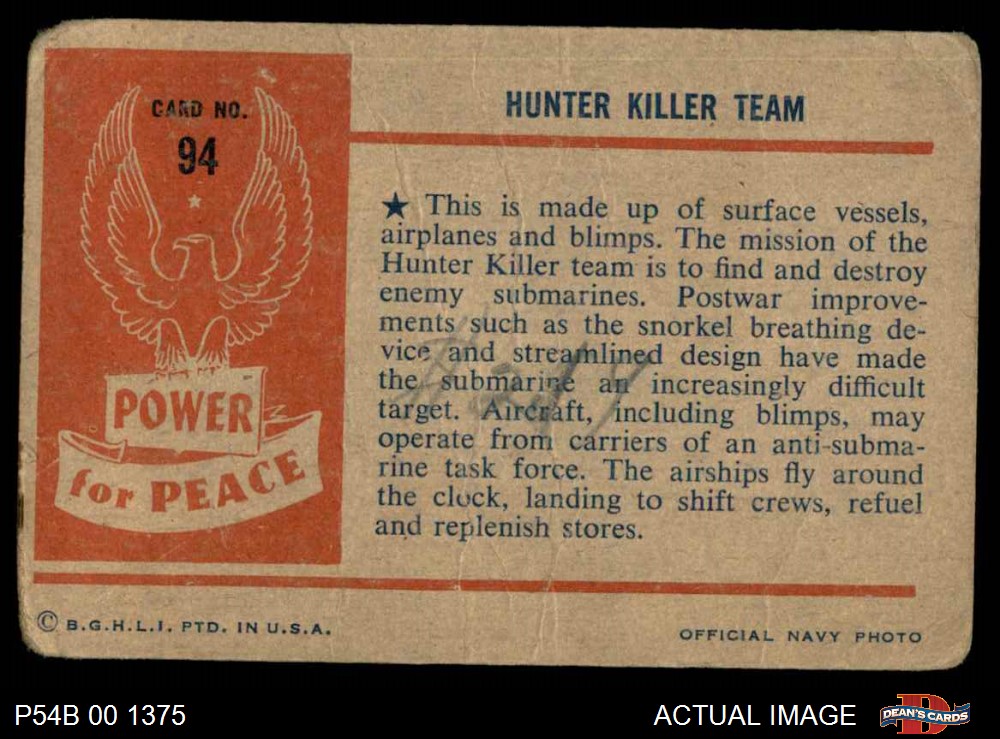 CARD NO.
94
POWER
for PEACE
HUNTER KILLER TEAM
★ This is made up of surface vessels,
airplanes and blimps. The mission of the
Hunter Killer team is to find and destroy
enemy submarines. Postwar improve-
ments such as the snorkel breathing de-
vice and streamlined design have made
the submarine an increasingly difficult
target. Aircraft, including blimps, may
operate from carriers of an anti-subma-
rine task force. The airships fly around
the clock, landing to shift crews, refuel
and replenish stores.
© B.G.H.L.I. PTD. IN U.S.A.
OFFICIAL NAVY PHOTO
P54B 00 1375
ACTUAL IMAGE
DEAN'S CARDS